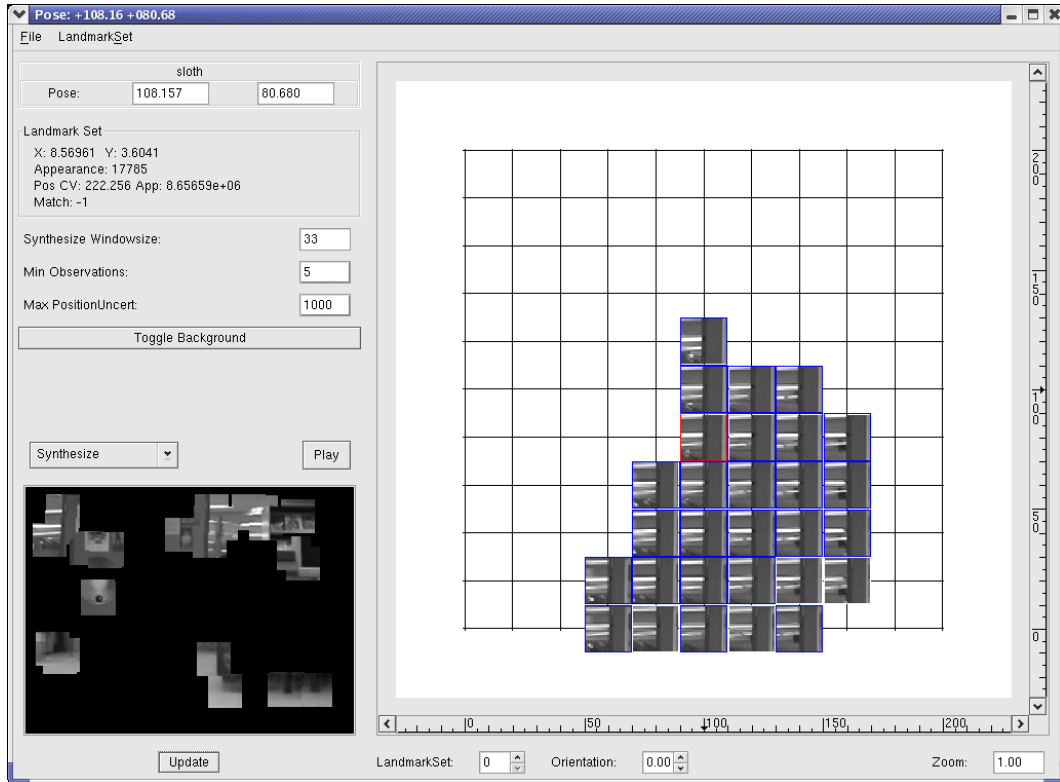 Pose: +108.16 +080.68
File LandmarkSet
sloth
Pose: 108.157 80.680
Landmark Set
X: 8.56961 Y: 3.6041
Appearance: 17785
Pos CV: 222.256 App: 8.65659e+06
Match: -1
Synthesize Windowsize: 33
Min Observations: 5
Max PositionUncert: 1000
Toggle Background
Synthesize Play
Update
200
150
100
50
0
0 50 100 150 200
LandmarkSet: 0 Orientation: 0.00 Zoom: 1.00